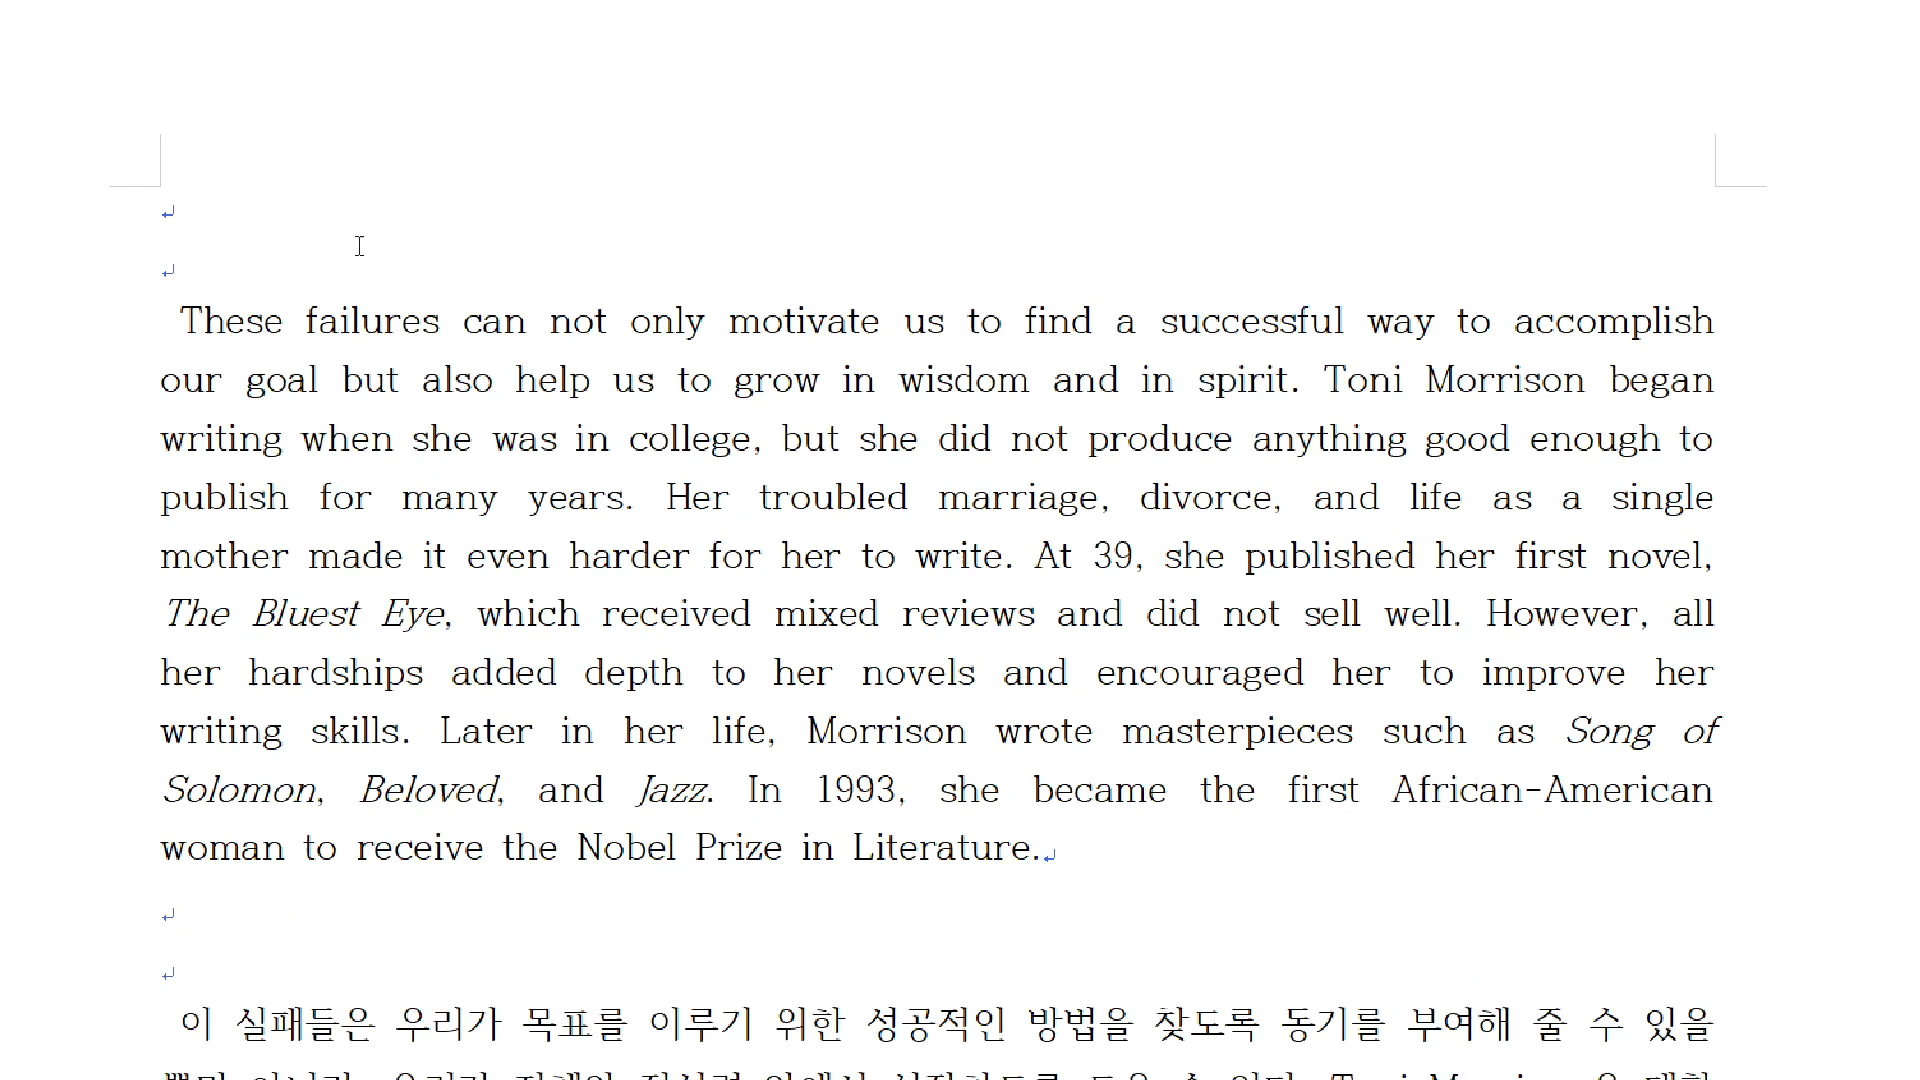 These failures can not only motivate us to find a successful way to accomplish
our goal but also help us to grow in wisdom and in spirit. Toni Morrison began
writing when she was in college, but she did not produce anything good enough to
publish for many years. Her troubled marriage, divorce, and life as a single
mother made it even harder for her to write. At 39, she published her first novel,
The Bluest Eye, which received mixed reviews and did not sell well. However, all
her hardships added depth to her novels and encouraged her to improve her
writing skills. Later in her life, Morrison wrote masterpieces such as Song of
Solomon, Beloved, and Jazz. In 1993, she became the first African-American
woman to receive the Nobel Prize in Literature.
이 실패들은 우리가 목표를 이루기 위한 성공적인 방법을 찾도록 동기를 부여해 줄 수 있을